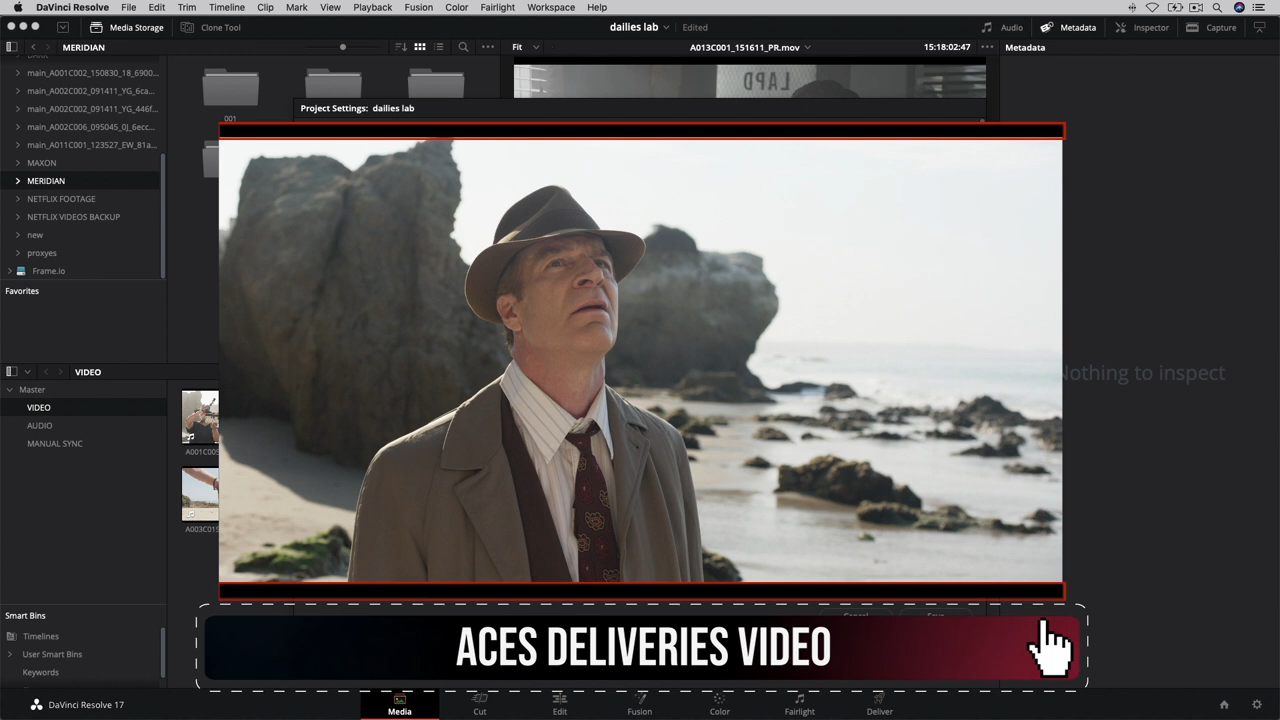 DaVinci Resolve File Edit Trim Timeline Clip Mark View Playback Fusion Color Fairlight Workspace Help
Media Storage Clone Tool dailies lab Edited Audio Metadata Inspector Capture
MERIDIAN Fit A013C001_151611_PR.mov 15:18:02:47 Metadata
main_A001C002_150830_18_6900...
main_A002C002_091411_YG_6ca...
main_A002C002_091411_YG_446f...
main_A002C006_095045_0J_6ecc...
main_A011C001_123527_EW_81a...
MAXON
MERIDIAN
NETFLIX FOOTAGE
NETFLIX VIDEOS BACKUP
new
proxyes
Frame.io
Favorites
001
LAPD
Project Settings: dailies lab
Nothing to inspect
VIDEO
Master
VIDEO
AUDIO
MANUAL SYNC
A001C005
A003C015
Smart Bins
Timelines
User Smart Bins
Keywords
ACES DELIVERIES VIDEO
DaVinci Resolve 17
Media Cut Edit Fusion Color Fairlight Deliver